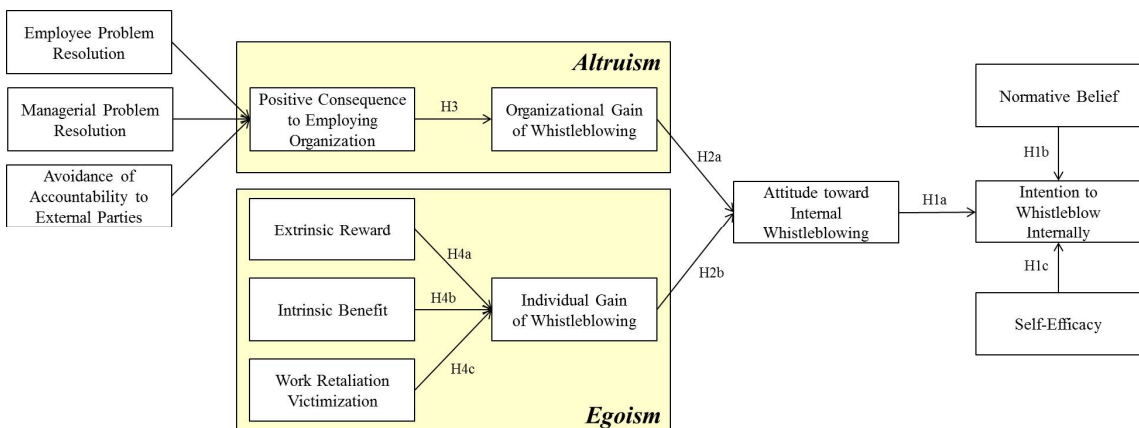 Employee Problem
Resolution
Managerial Problem
Resolution
Avoidance of
Accountability to
External Parties
Altruism
Positive Consequence
to Employing
Organization
H3
Organizational Gain
of Whistleblowing
Extrinsic Reward
Intrinsic Benefit
Work Retaliation
Victimization
H4a
H4b
H4c
Individual Gain
of Whistleblowing
Egoism
H2a
H2b
Attitude toward
Internal
Whistleblowing
H1a
Normative Belief
H1b
Intention to
Whistleblow
Internally
H1c
Self-Efficacy